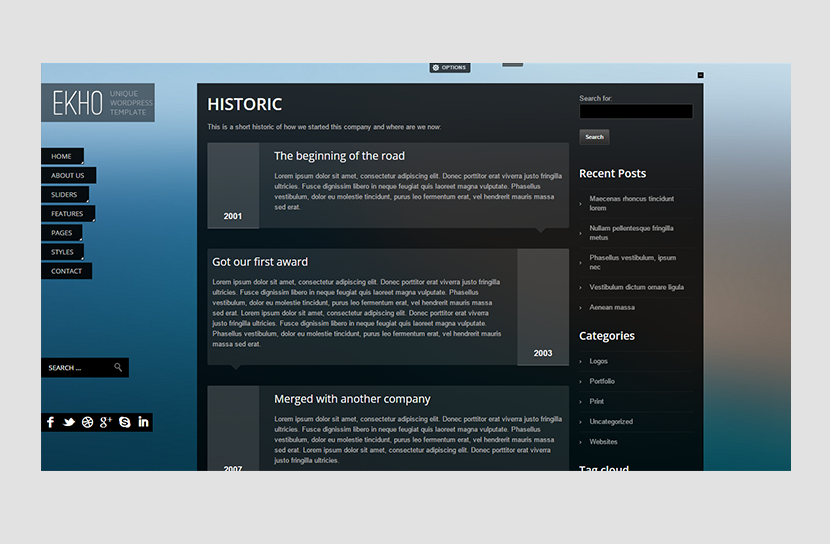 OPTIONS
EKHO
UNIQUE
WORDPRESS
TEMPLATE
HOME
ABOUT US
SLIDERS
FEATURES
PAGES
STYLES
CONTACT
SEARCH ...
f
g+
in
HISTORIC
This is a short historic of how we started this company and where are we now:
2001
The beginning of the road
Lorem ipsum dolor sit amet, consectetur adipiscing elit. Donec porttitor erat viverra justo fringilla
ultricies. Fusce dignissim libero in neque feugiat quis laoreet magna vulputate. Phasellus
vestibulum, dolor eu molestie tincidunt, purus leo fermentum erat, vel hendrerit mauris metus
sed erat.
Got our first award
Lorem ipsum dolor sit amet, consectetur adipiscing elit. Donec porttitor erat viverra justo fringilla
ultricies. Fusce dignissim libero in neque feugiat quis laoreet magna vulputate. Phasellus
vestibulum, dolor eu molestie tincidunt, purus leo fermentum erat, vel hendrerit mauris metus
sed erat. Lorem ipsum dolor sit amet, consectetur adipiscing elit. Donec porttitor erat viverra
justo fringilla ultricies. Fusce dignissim libero in neque feugiat quis laoreet magna vulputate.
Phasellus vestibulum, dolor eu molestie tincidunt, purus leo fermentum erat, vel hendrerit
mauris metus sed erat.
2003
2007
Merged with another company
Lorem ipsum dolor sit amet, consectetur adipiscing elit. Donec porttitor erat viverra justo fringilla
ultricies. Fusce dignissim libero in neque feugiat quis laoreet magna vulputate. Phasellus
vestibulum, dolor eu molestie tincidunt, purus leo fermentum erat, vel hendrerit mauris metus
sed erat. Lorem ipsum dolor sit amet, consectetur adipiscing elit. Donec porttitor erat viverra
justo fringilla ultricies.
Search for:
Search
Recent Posts
Maecenas rhoncus tincidunt
lorem
Nullam pellentesque fringilla
metus
Phasellus vestibulum, ipsum
nec
Vestibulum dictum ornare ligula
Aenean massa
Categories
Logos
Portfolio
Print
Uncategorized
Websites
Tag cloud